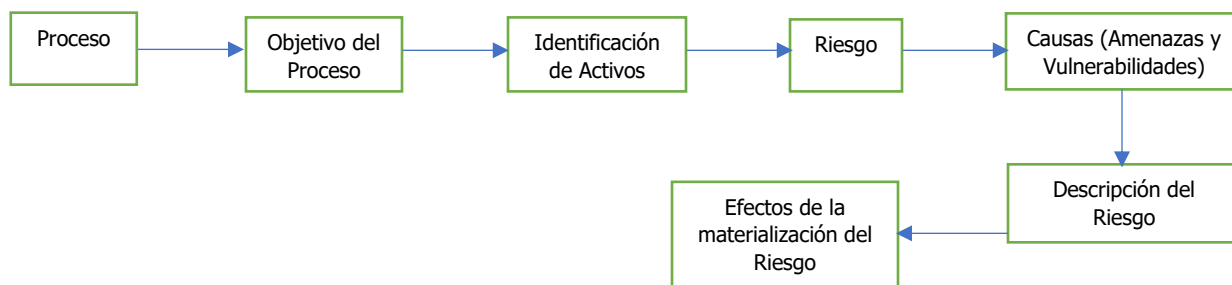 Proceso
Objetivo del
Proceso
Identificación
de Activos
Riesgo
Causas (Amenazas y
Vulnerabilidades)
Descripción del
Riesgo
Efectos de la
materialización del
Riesgo